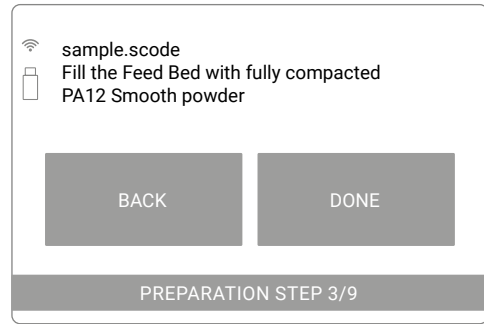 sample.scode
Fill the Feed Bed with fully compacted
PA12 Smooth powder
BACK
DONE
PREPARATION STEP 3/9